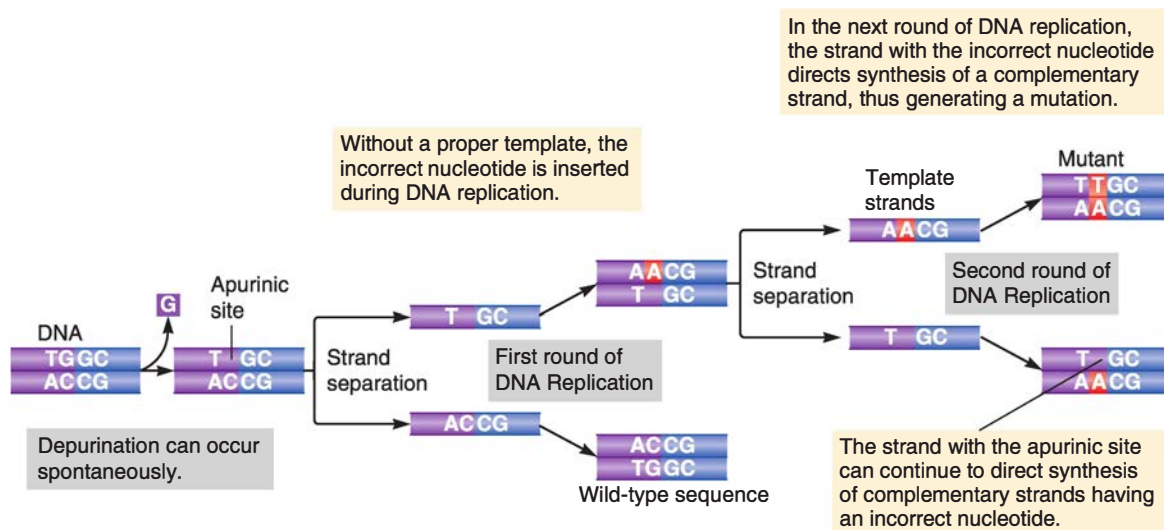 In the next round of DNA replication,
the strand with the incorrect nucleotide
directs synthesis of a complementary
strand, thus generating a mutation.
Without a proper template, the
incorrect nucleotide is inserted
during DNA replication.
DNA
TGGC
ACCG
G
Apurinic
site
T GC
ACCG
Strand
separation
T GC
First round of
DNA Replication
ACCG
AACG
T GC
ACCG
TGGC
Wild-type sequence
Strand
separation
Template
strands
AACG
Second round of
DNA Replication
T GC
Mutant
TTGC
AACG
T GC
AACG
Depurination can occur
spontaneously.
The strand with the apurinic site
can continue to direct synthesis
of complementary strands having
an incorrect nucleotide.